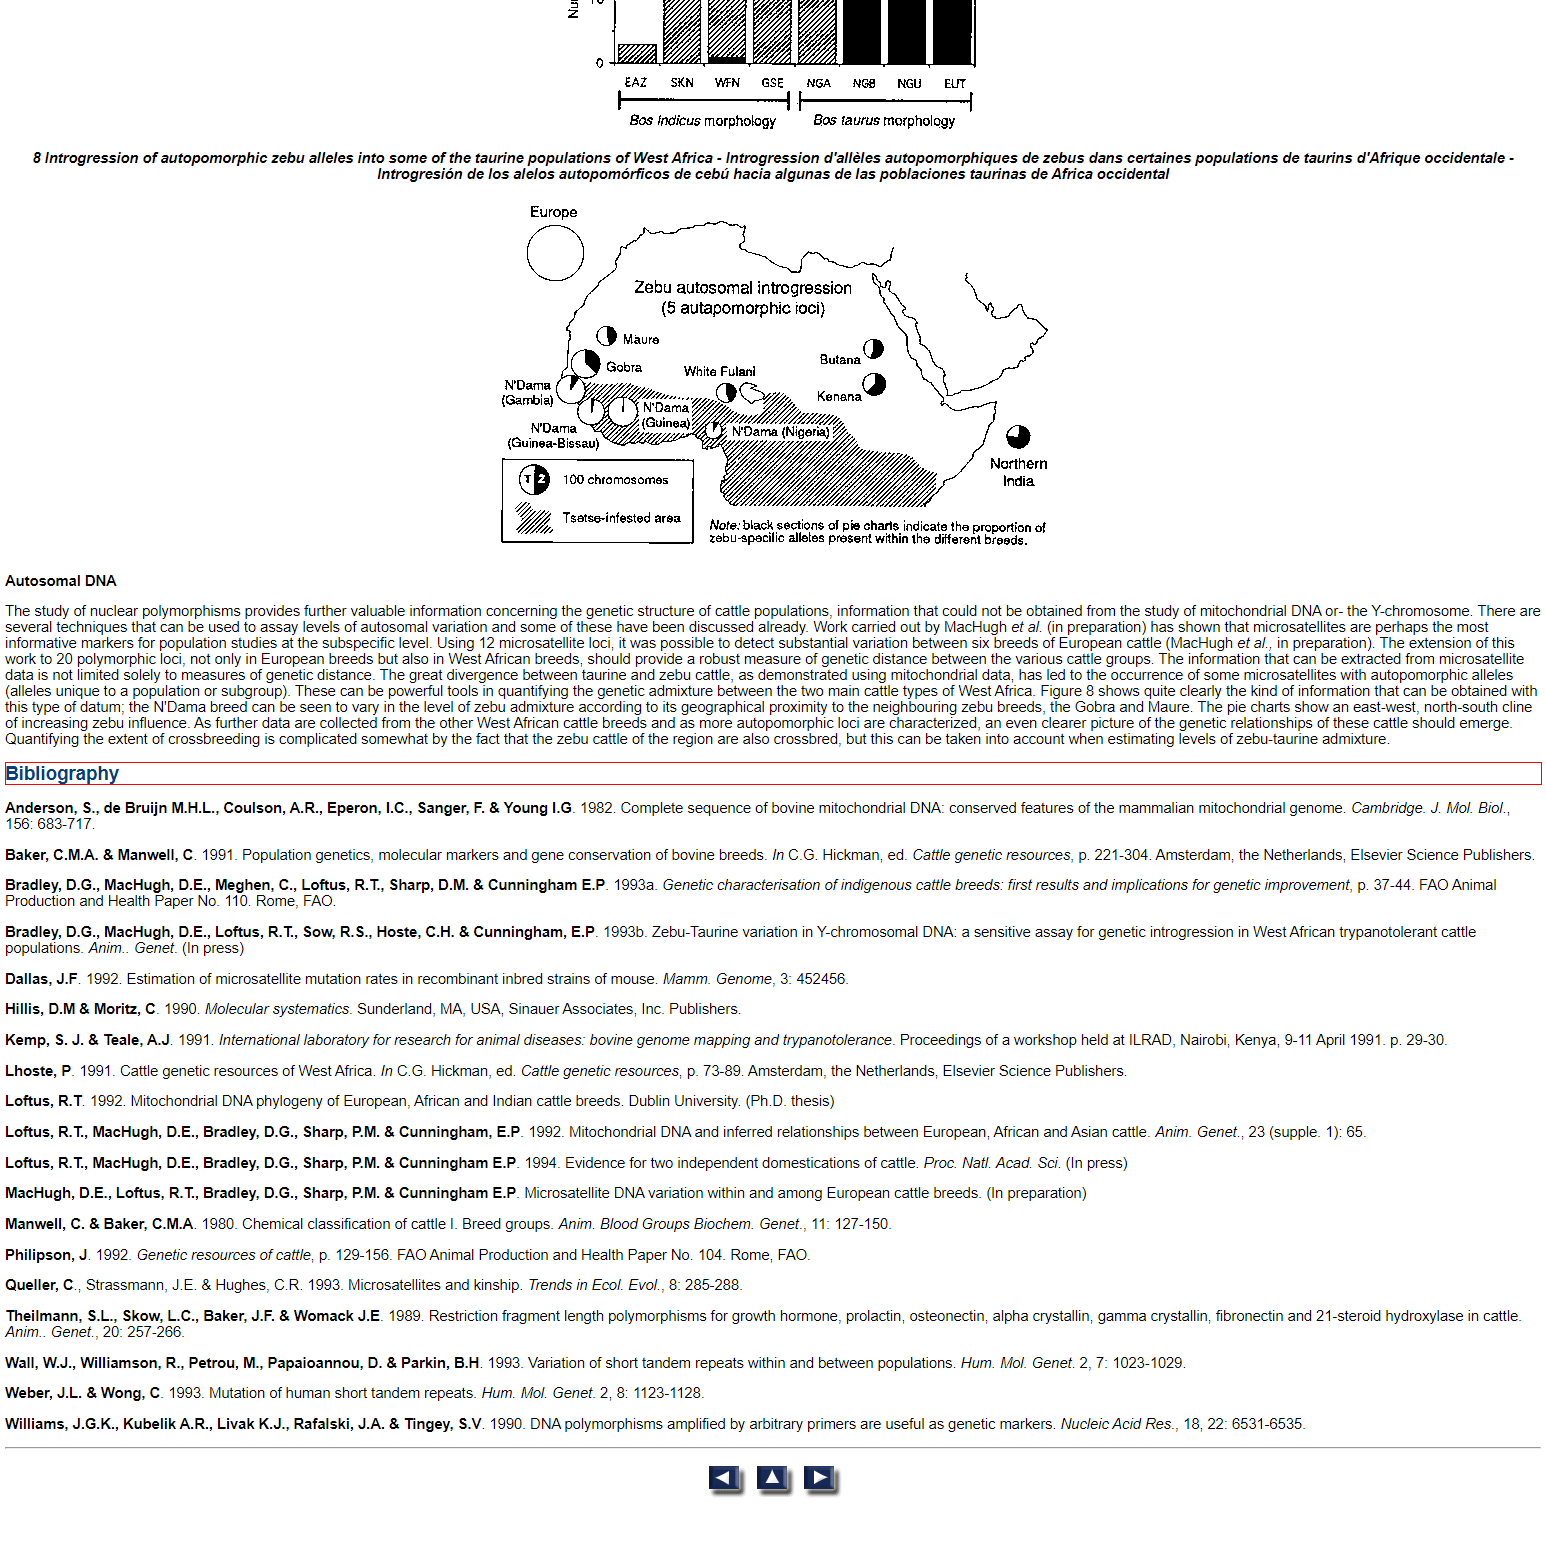 0
EAZ SKN WFN GSE NGA NGB NGU EUT
Bos Indicus morphology Bos taurus morphology
8 Introgression of autopomorphic zebu alleles into some of the taurine populations of West Africa - Introgression d'allèles autopomorphiques de zebus dans certaines populations de taurins d'Afrique occidentale -
Introgresión de los alelos autopomórficos de cebú hacia algunas de las poblaciones taurinas de Africa occidental
Europe
Zebu autosomal introgression
(5 autapomorphic loci)
Maure
Gobra
White Fulani
Butana
Kenana
N'Dama
(Gambia)
N'Dama
(Guinea)
N'Dama
(Guinea-Bissau)
N'Dama (Nigeria)
Northern
India
T Z 100 chromosomes
Tsetse-infested area
Note: black sections of pie charts indicate the proportion of
zebu-specific alleles present within the different breeds.
Autosomal DNA
The study of nuclear polymorphisms provides further valuable information concerning the genetic structure of cattle populations, information that could not be obtained from the study of mitochondrial DNA or- the Y-chromosome. There are
several techniques that can be used to assay levels of autosomal variation and some of these have been discussed already. Work carried out by MacHugh et al. (in preparation) has shown that microsatellites are perhaps the most
informative markers for population studies at the subspecific level. Using 12 microsatellite loci, it was possible to detect substantial variation between six breeds of European cattle (MacHugh et al., in preparation). The extension of this
work to 20 polymorphic loci, not only in European breeds but also in West African breeds, should provide a robust measure of genetic distance between the various cattle groups. The information that can be extracted from microsatellite
data is not limited solely to measures of genetic distance. The great divergence between taurine and zebu cattle, as demonstrated using mitochondrial data, has led to the occurrence of some microsatellites with autopomorphic alleles
(alleles unique to a population or subgroup). These can be powerful tools in quantifying the genetic admixture between the two main cattle types of West Africa. Figure 8 shows quite clearly the kind of information that can be obtained with
this type of datum; the N'Dama breed can be seen to vary in the level of zebu admixture according to its geographical proximity to the neighbouring zebu breeds, the Gobra and Maure. The pie charts show an east-west, north-south cline
of increasing zebu influence. As further data are collected from the other West African cattle breeds and as more autopomorphic loci are characterized, an even clearer picture of the genetic relationships of these cattle should emerge.
Quantifying the extent of crossbreeding is complicated somewhat by the fact that the zebu cattle of the region are also crossbred, but this can be taken into account when estimating levels of zebu-taurine admixture.
Bibliography
Anderson, S., de Bruijn M.H.L., Coulson, A.R., Eperon, I.C., Sanger, F. & Young I.G. 1982. Complete sequence of bovine mitochondrial DNA: conserved features of the mammalian mitochondrial genome. Cambridge. J. Mol. Biol.,
156: 683-717.
Baker, C.M.A. & Manwell, C. 1991. Population genetics, molecular markers and gene conservation of bovine breeds. In C.G. Hickman, ed. Cattle genetic resources, p. 221-304. Amsterdam, the Netherlands, Elsevier Science Publishers.
Bradley, D.G., MacHugh, D.E., Meghen, C., Loftus, R.T., Sharp, D.M. & Cunningham E.P. 1993a. Genetic characterisation of indigenous cattle breeds: first results and implications for genetic improvement, p. 37-44. FAO Animal
Production and Health Paper No. 110. Rome, FAO.
Bradley, D.G., MacHugh, D.E., Loftus, R.T., Sow, R.S., Hoste, C.H. & Cunningham, E.P. 1993b. Zebu-Taurine variation in Y-chromosomal DNA: a sensitive assay for genetic introgression in West African trypanotolerant cattle
populations. Anim.. Genet. (In press)
Dallas, J.F. 1992. Estimation of microsatellite mutation rates in recombinant inbred strains of mouse. Mamm. Genome, 3: 452456.
Hillis, D.M & Moritz, C. 1990. Molecular systematics. Sunderland, MA, USA, Sinauer Associates, Inc. Publishers.
Kemp, S. J. & Teale, A.J. 1991. International laboratory for research for animal diseases: bovine genome mapping and trypanotolerance. Proceedings of a workshop held at ILRAD, Nairobi, Kenya, 9-11 April 1991. p. 29-30.
Lhoste, P. 1991. Cattle genetic resources of West Africa. In C.G. Hickman, ed. Cattle genetic resources, p. 73-89. Amsterdam, the Netherlands, Elsevier Science Publishers.
Loftus, R.T. 1992. Mitochondrial DNA phylogeny of European, African and Indian cattle breeds. Dublin University. (Ph.D. thesis)
Loftus, R.T., MacHugh, D.E., Bradley, D.G., Sharp, P.M. & Cunningham, E.P. 1992. Mitochondrial DNA and inferred relationships between European, African and Asian cattle. Anim. Genet., 23 (supple. 1): 65.
Loftus, R.T., MacHugh, D.E., Bradley, D.G., Sharp, P.M. & Cunningham E.P. 1994. Evidence for two independent domestications of cattle. Proc. Natl. Acad. Sci. (In press)
MacHugh, D.E., Loftus, R.T., Bradley, D.G., Sharp, P.M. & Cunningham E.P. Microsatellite DNA variation within and among European cattle breeds. (In preparation)
Manwell, C. & Baker, C.M.A. 1980. Chemical classification of cattle I. Breed groups. Anim. Blood Groups Biochem. Genet., 11: 127-150.
Philipson, J. 1992. Genetic resources of cattle, p. 129-156. FAO Animal Production and Health Paper No. 104. Rome, FAO.
Queller, C., Strassmann, J.E. & Hughes, C.R. 1993. Microsatellites and kinship. Trends in Ecol. Evol., 8: 285-288.
Theilmann, S.L., Skow, L.C., Baker, J.F. & Womack J.E. 1989. Restriction fragment length polymorphisms for growth hormone, prolactin, osteonectin, alpha crystallin, gamma crystallin, fibronectin and 21-steroid hydroxylase in cattle.
Anim.. Genet., 20: 257-266.
Wall, W.J., Williamson, R., Petrou, M., Papaioannou, D. & Parkin, B.H. 1993. Variation of short tandem repeats within and between populations. Hum. Mol. Genet. 2, 7: 1023-1029.
Weber, J.L. & Wong, C. 1993. Mutation of human short tandem repeats. Hum. Mol. Genet. 2, 8: 1123-1128.
Williams, J.G.K., Kubelik A.R., Livak K.J., Rafalski, J.A. & Tingey, S.V. 1990. DNA polymorphisms amplified by arbitrary primers are useful as genetic markers. Nucleic Acid Res., 18, 22: 6531-6535.